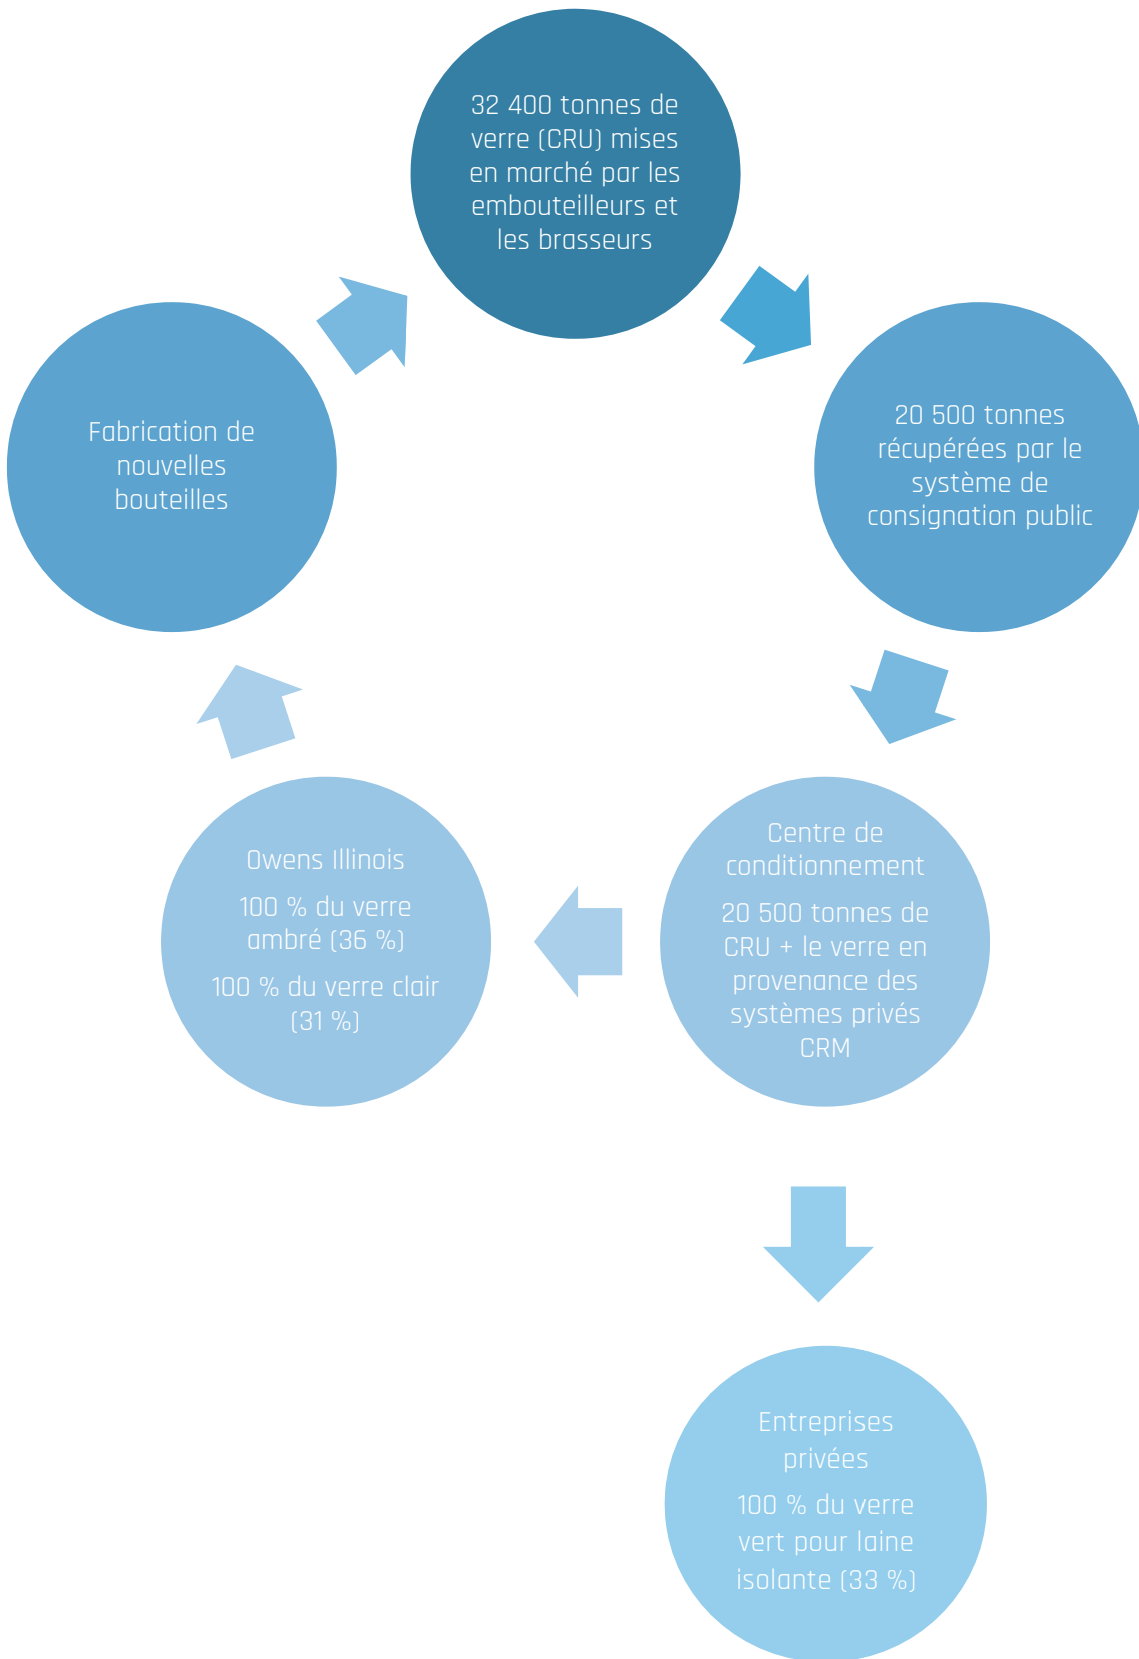 32 400 tonnes de
verre (CRU) mises
en marché par les
embouteilleurs et
les brasseurs
20 500 tonnes
récupérées par le
système de
consignation public
Centre de
conditionnement
20 500 tonnes de
CRU + le verre en
provenance des
systèmes privés
CRM
Owens Illinois
100 % du verre
ambré (36 %)
100 % du verre clair
(31 %)
Fabrication de
nouvelles
bouteilles
Entreprises
privées
100 % du verre
vert pour laine
isolante (33 %)